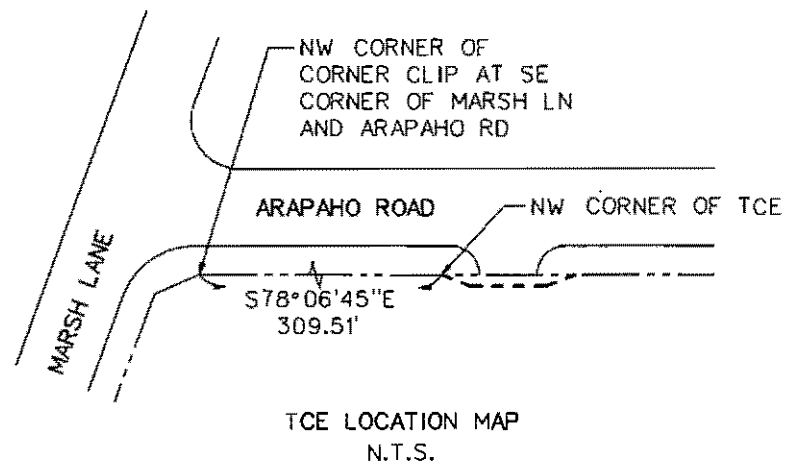 NW CORNER OF
CORNER CLIP AT SE
CORNER OF MARSH LN
AND ARAPAHO RD
ARAPAHO ROAD
NW CORNER OF TCE
MARSH LANE
S78°06'45"E
309.51'
TCE LOCATION MAP
N.T.S.